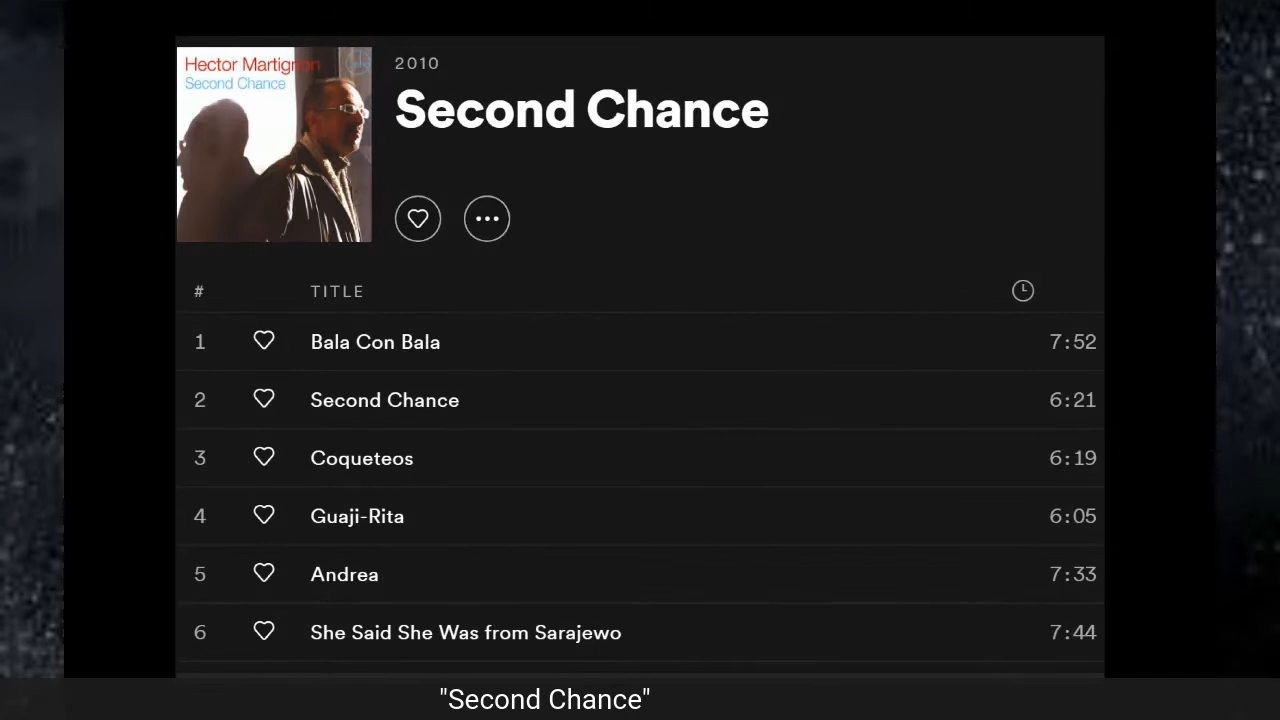 Hector Martignon
Second Chance
2010
Second Chance
# TITLE
1 Bala Con Bala 7:52
2 Second Chance 6:21
3 Coqueteos 6:19
4 Guaji-Rita 6:05
5 Andrea 7:33
6 She Said She Was from Sarajewo 7:44
"Second Chance"